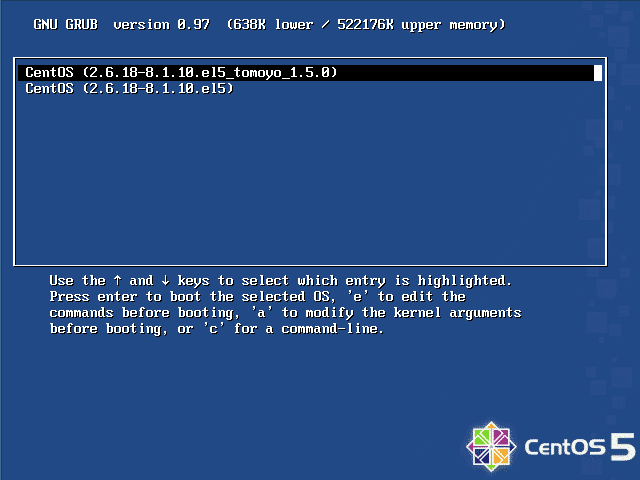 GNU GRUB  version 0.97  (638K lower / 522176K upper memory)
CentOS (2.6.18-8.1.10.el5_tomoyo_1.5.0)
CentOS (2.6.18-8.1.10.el5)
Use the ↑ and ↓ keys to select which entry is highlighted.
Press enter to boot the selected OS, 'e' to edit the
commands before booting, 'a' to modify the kernel arguments
before booting, or 'c' for a command-line.
CentOS 5